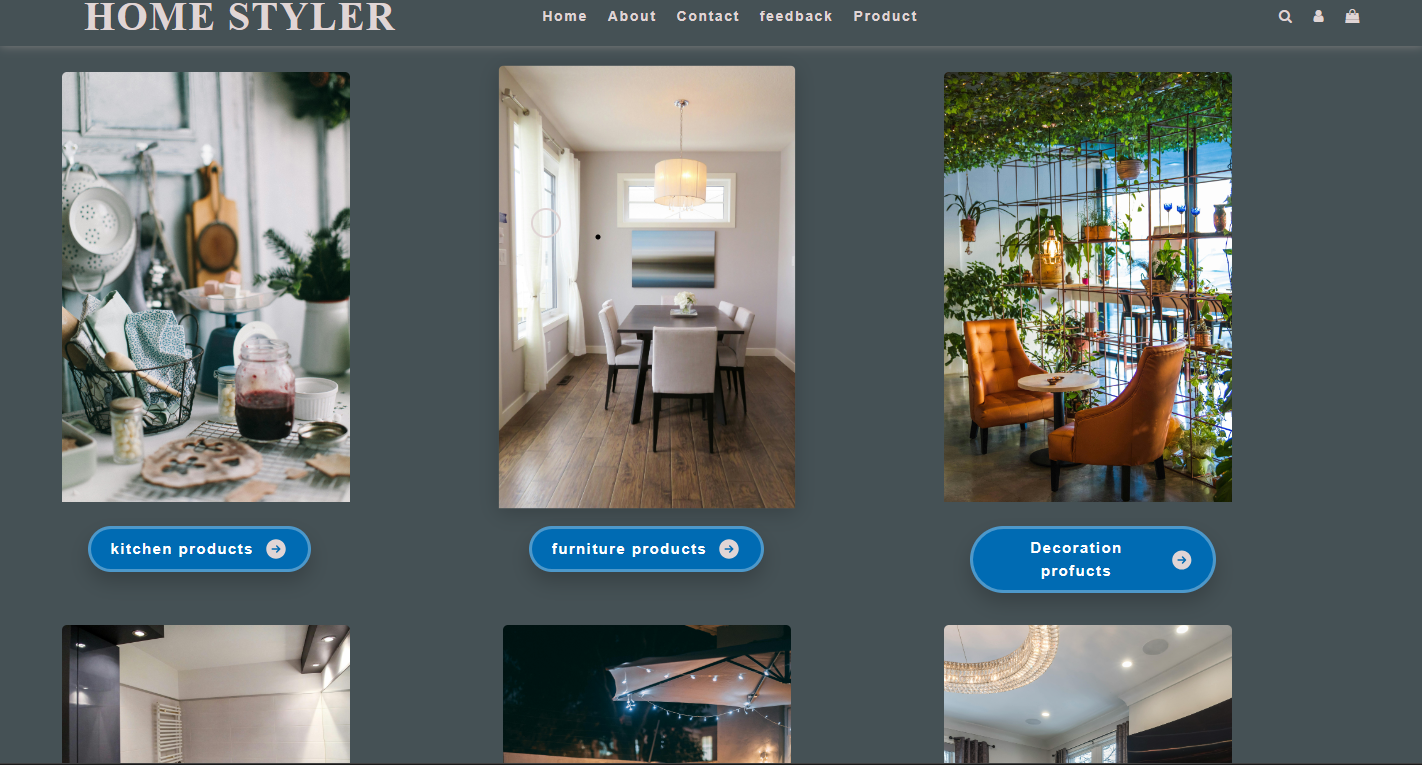 HOME STYLER
Home About Contact feedback Product
kitchen products
furniture products
Decoration
profucts